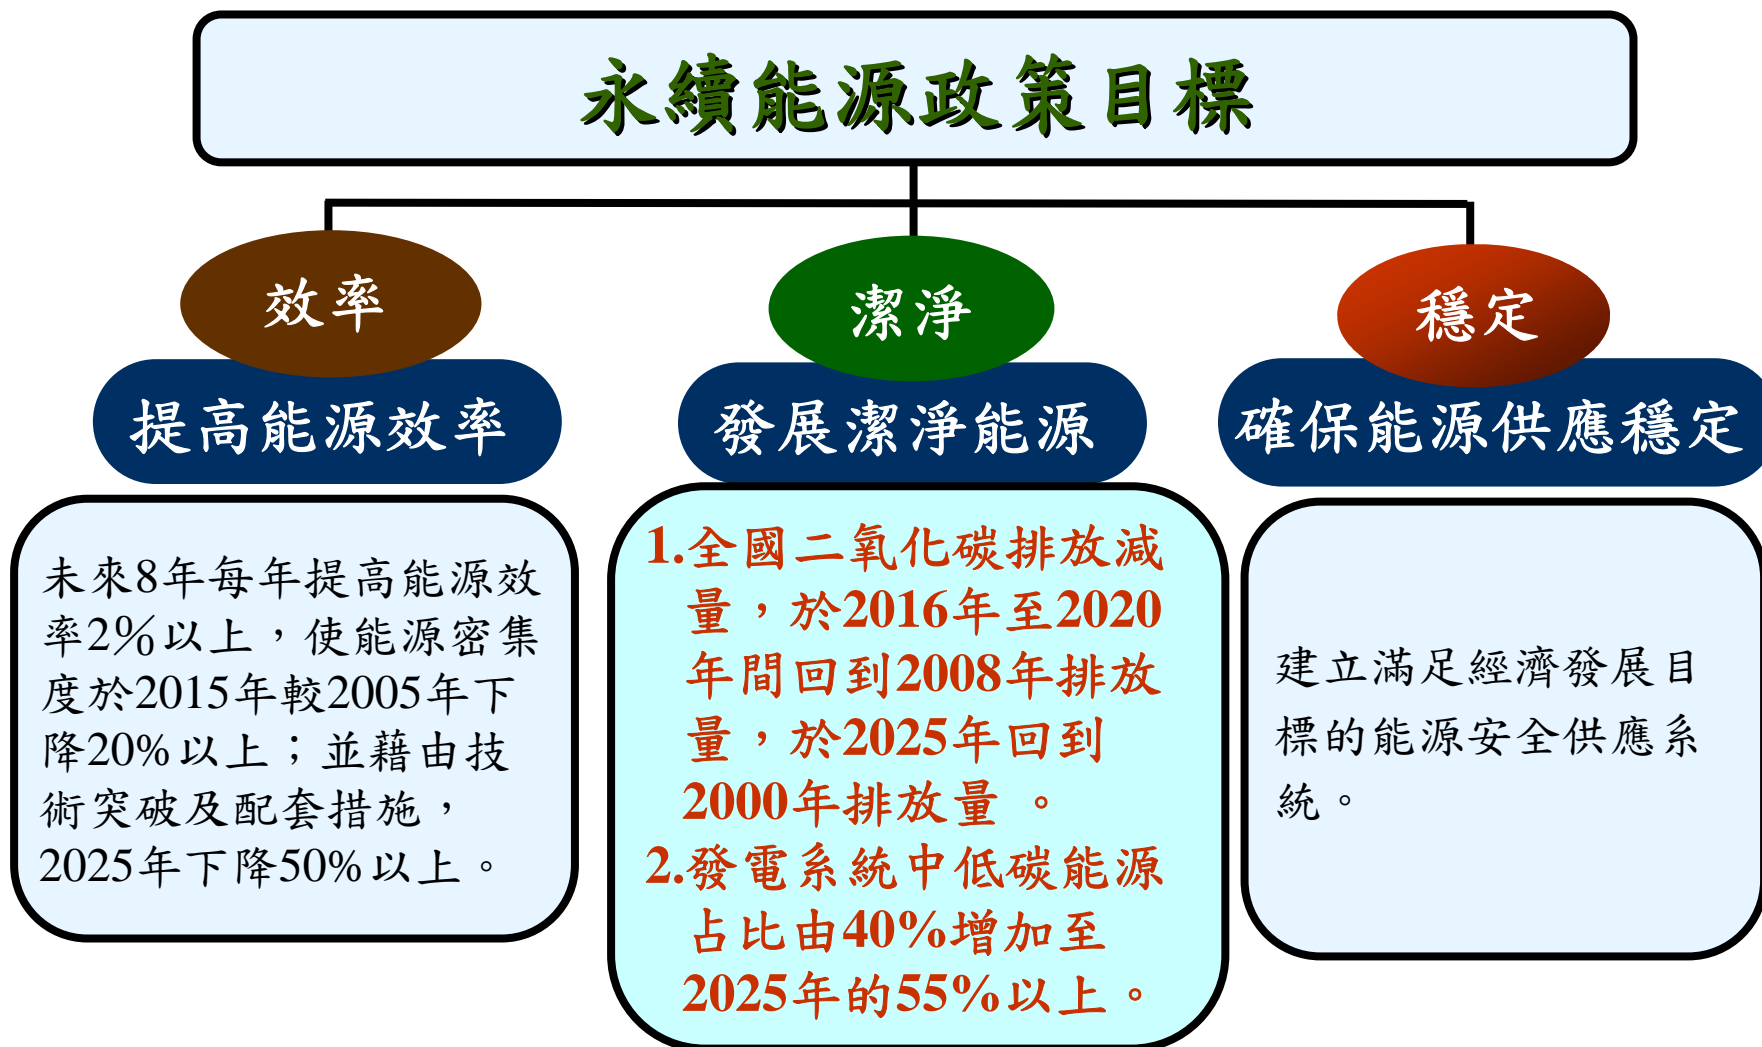 永續能源政策目標
效率
提高能源效率
未來8年每年提高能源效
率2%以上，使能源密集
度於2015年較2005年下
降20%以上；並藉由技
術突破及配套措施，
2025年下降50%以上。
潔淨
發展潔淨能源
1.全國二氧化碳排放減
量，於2016年至2020
年間回到2008年排放
量，於2025年回到
2000年排放量 。
2.發電系統中低碳能源
占比由40%增加至
2025年的55%以上。
穩定
確保能源供應穩定
建立滿足經濟發展目
標的能源安全供應系
統。